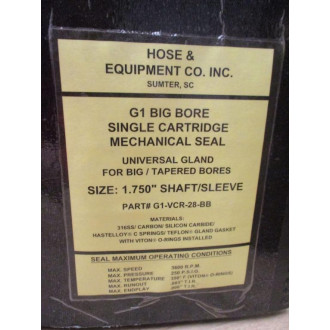 HOSE &
EQUIPMENT CO. INC.
SUMTER, SC
G1 BIG BORE
SINGLE CARTRIDGE
MECHANICAL SEAL
UNIVERSAL GLAND
FOR BIG / TAPERED BORES
SIZE: 1.750" SHAFT/SLEEVE
PART# G1-VCR-28-BB
MATERIALS:
316SS/ CARBON/ SILICON CARBIDE/
HASTELLOY® C SPRINGS/ TEFLON® GLAND GASKET
WITH VITON® O-RINGS INSTALLED
SEAL MAXIMUM OPERATING CONDITIONS
MAX. SPEED R.P.M.
MAX. PRESSURE 250 P.S.I.G.
MAX. TEMPERATURE (VITON® O-RINGS)
MAX. RUNOUT T.I.R.
MAX. ENDPLAY T.I.R.